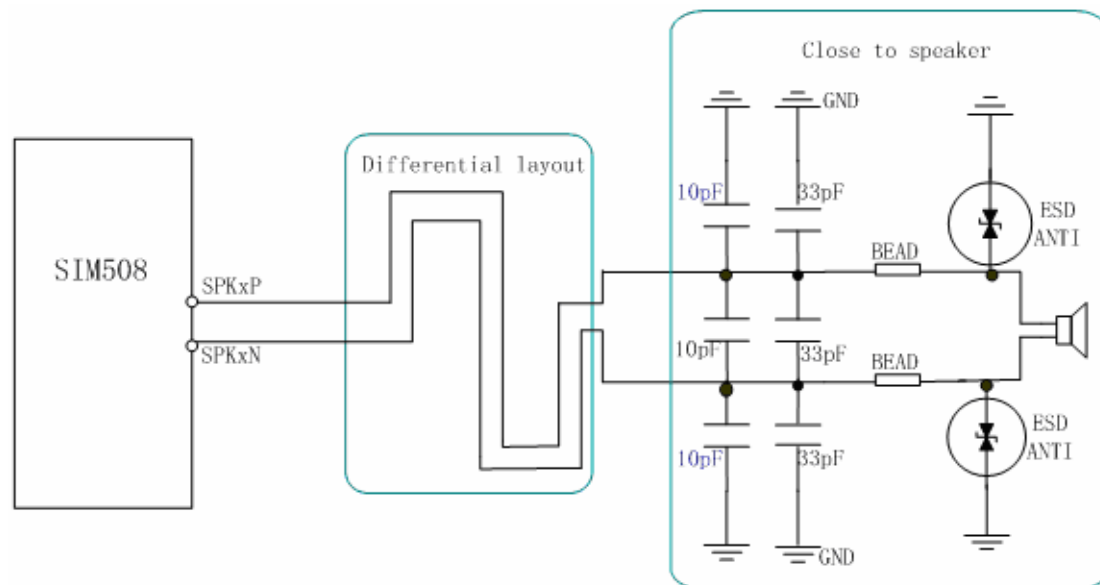 Close to speaker
GND
Differential layout
10pF
33pF
ESD
ANTI
BEAD
SIM508
SPKxP
SPKxN
10pF
33pF
BEAD
ESD
ANTI
10pF
33pF
GND